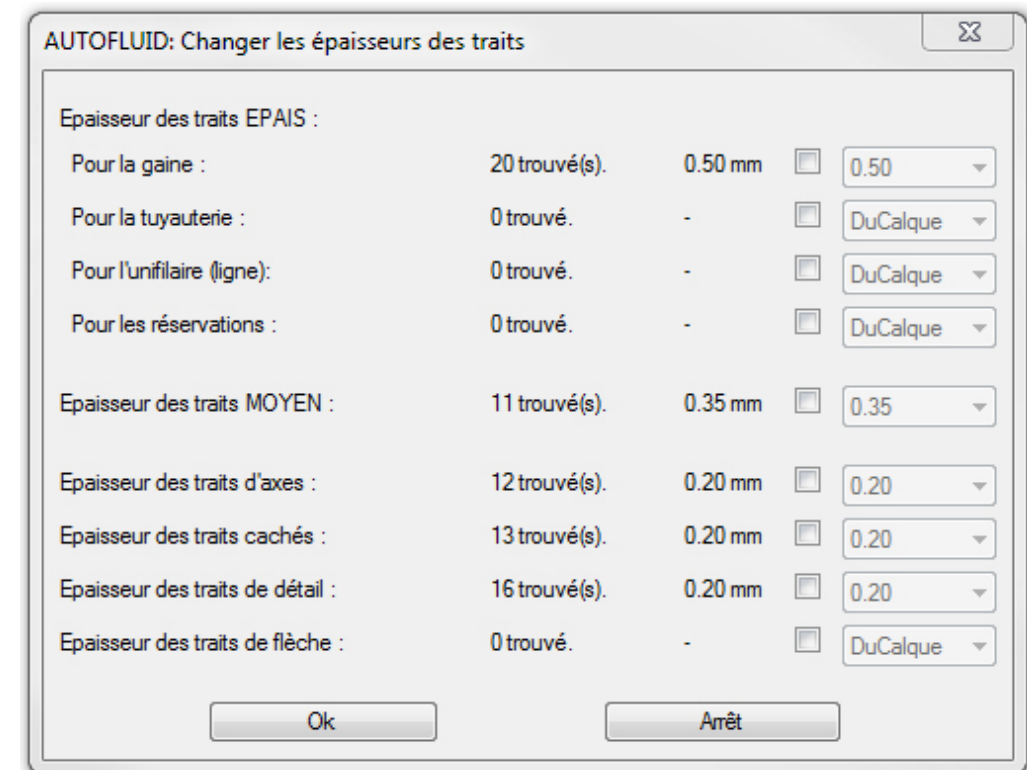 AUTOFLUID: Changer les épaisseurs des traits
Epaisseur des traits EPAIS :
Pour la gaine : 20 trouvé(s). 0.50 mm 0.50
Pour la tuyauterie : 0 trouvé. - DuCalque
Pour l'unifilaire (ligne): 0 trouvé. - DuCalque
Pour les réservations : 0 trouvé. - DuCalque
Epaisseur des traits MOYEN : 11 trouvé(s). 0.35 mm 0.35
Epaisseur des traits d'axes : 12 trouvé(s). 0.20 mm 0.20
Epaisseur des traits cachés : 13 trouvé(s). 0.20 mm 0.20
Epaisseur des traits de détail : 16 trouvé(s). 0.20 mm 0.20
Epaisseur des traits de flèche : 0 trouvé. - DuCalque
Ok Arrêt